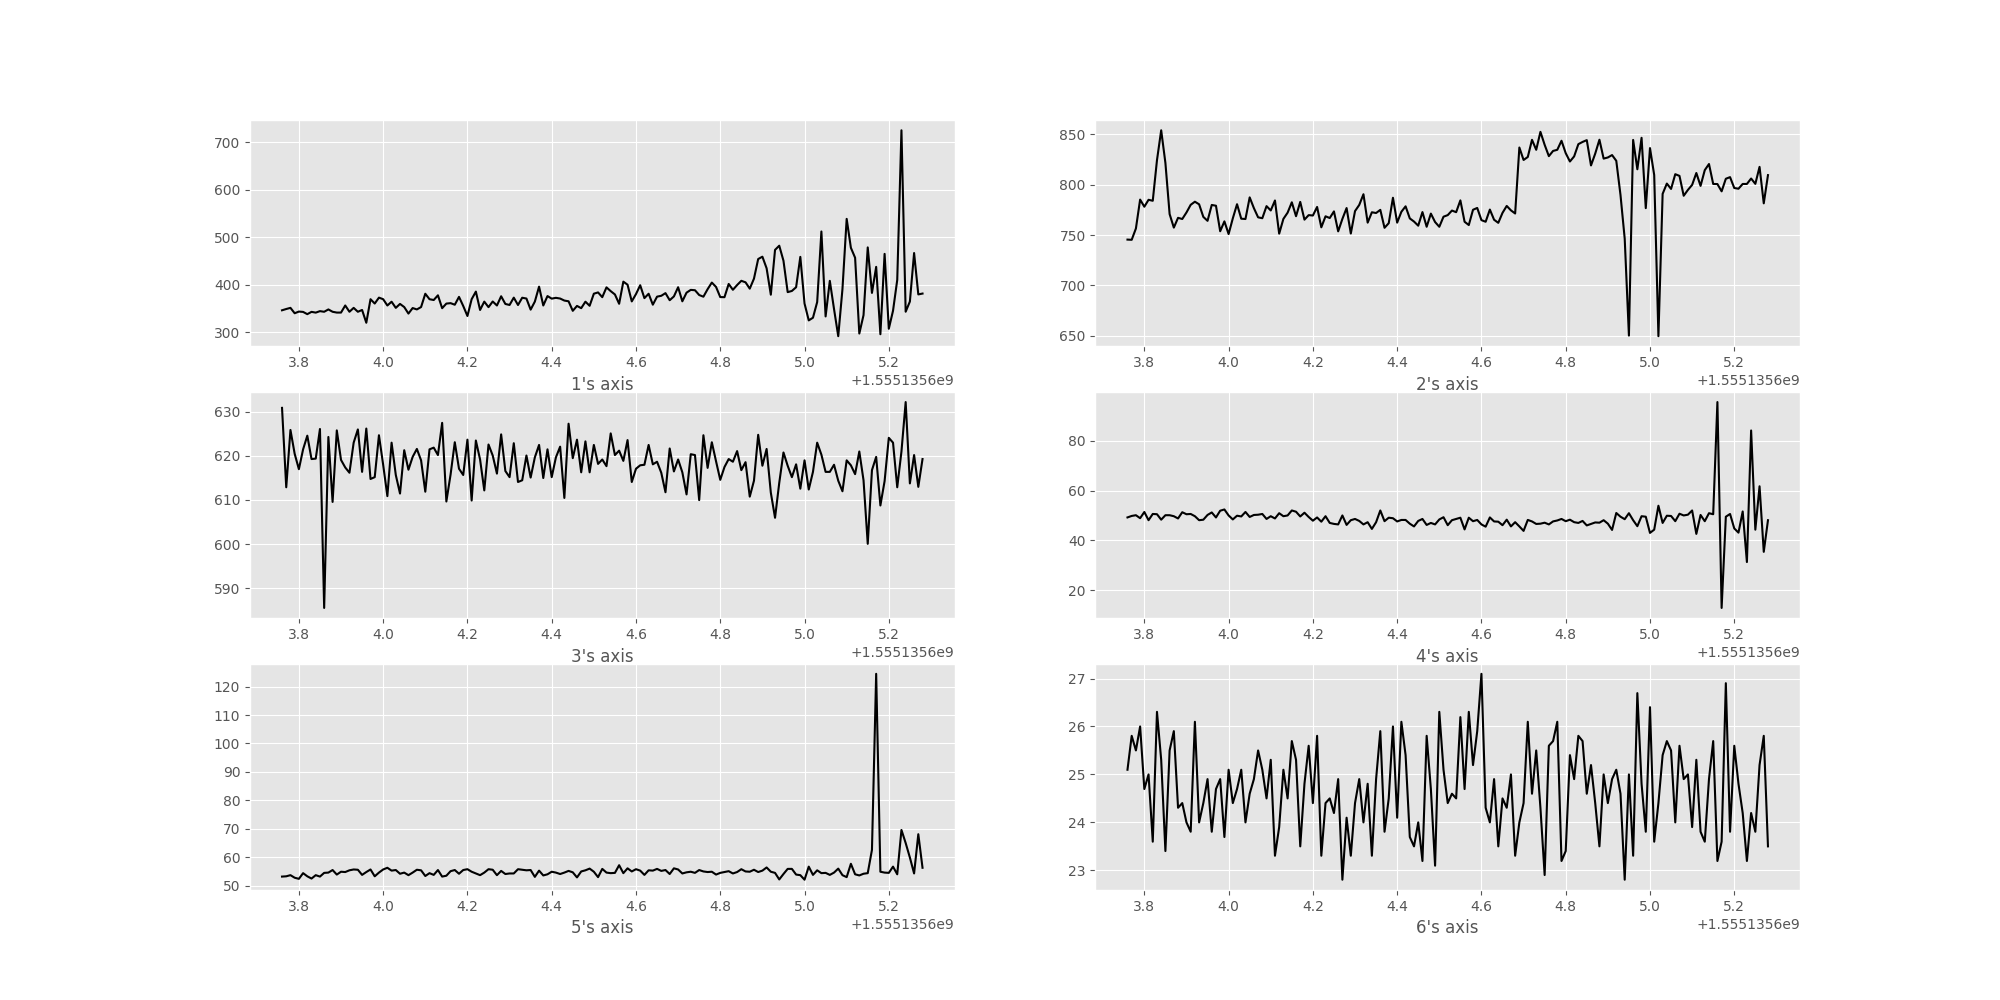 700
600
500
400
300
3.8 4.0 4.2 4.4 4.6 4.8 5.0 5.2
1's axis
+1.5551356e9
850
800
750
700
650
3.8 4.0 4.2 4.4 4.6 4.8 5.0 5.2
2's axis
+1.5551356e9
630
620
610
600
590
3.8 4.0 4.2 4.4 4.6 4.8 5.0 5.2
3's axis
+1.5551356e9
80
60
40
20
3.8 4.0 4.2 4.4 4.6 4.8 5.0 5.2
4's axis
+1.5551356e9
120
110
100
90
80
70
60
50
3.8 4.0 4.2 4.4 4.6 4.8 5.0 5.2
5's axis
+1.5551356e9
27
26
25
24
23
3.8 4.0 4.2 4.4 4.6 4.8 5.0 5.2
6's axis
+1.5551356e9